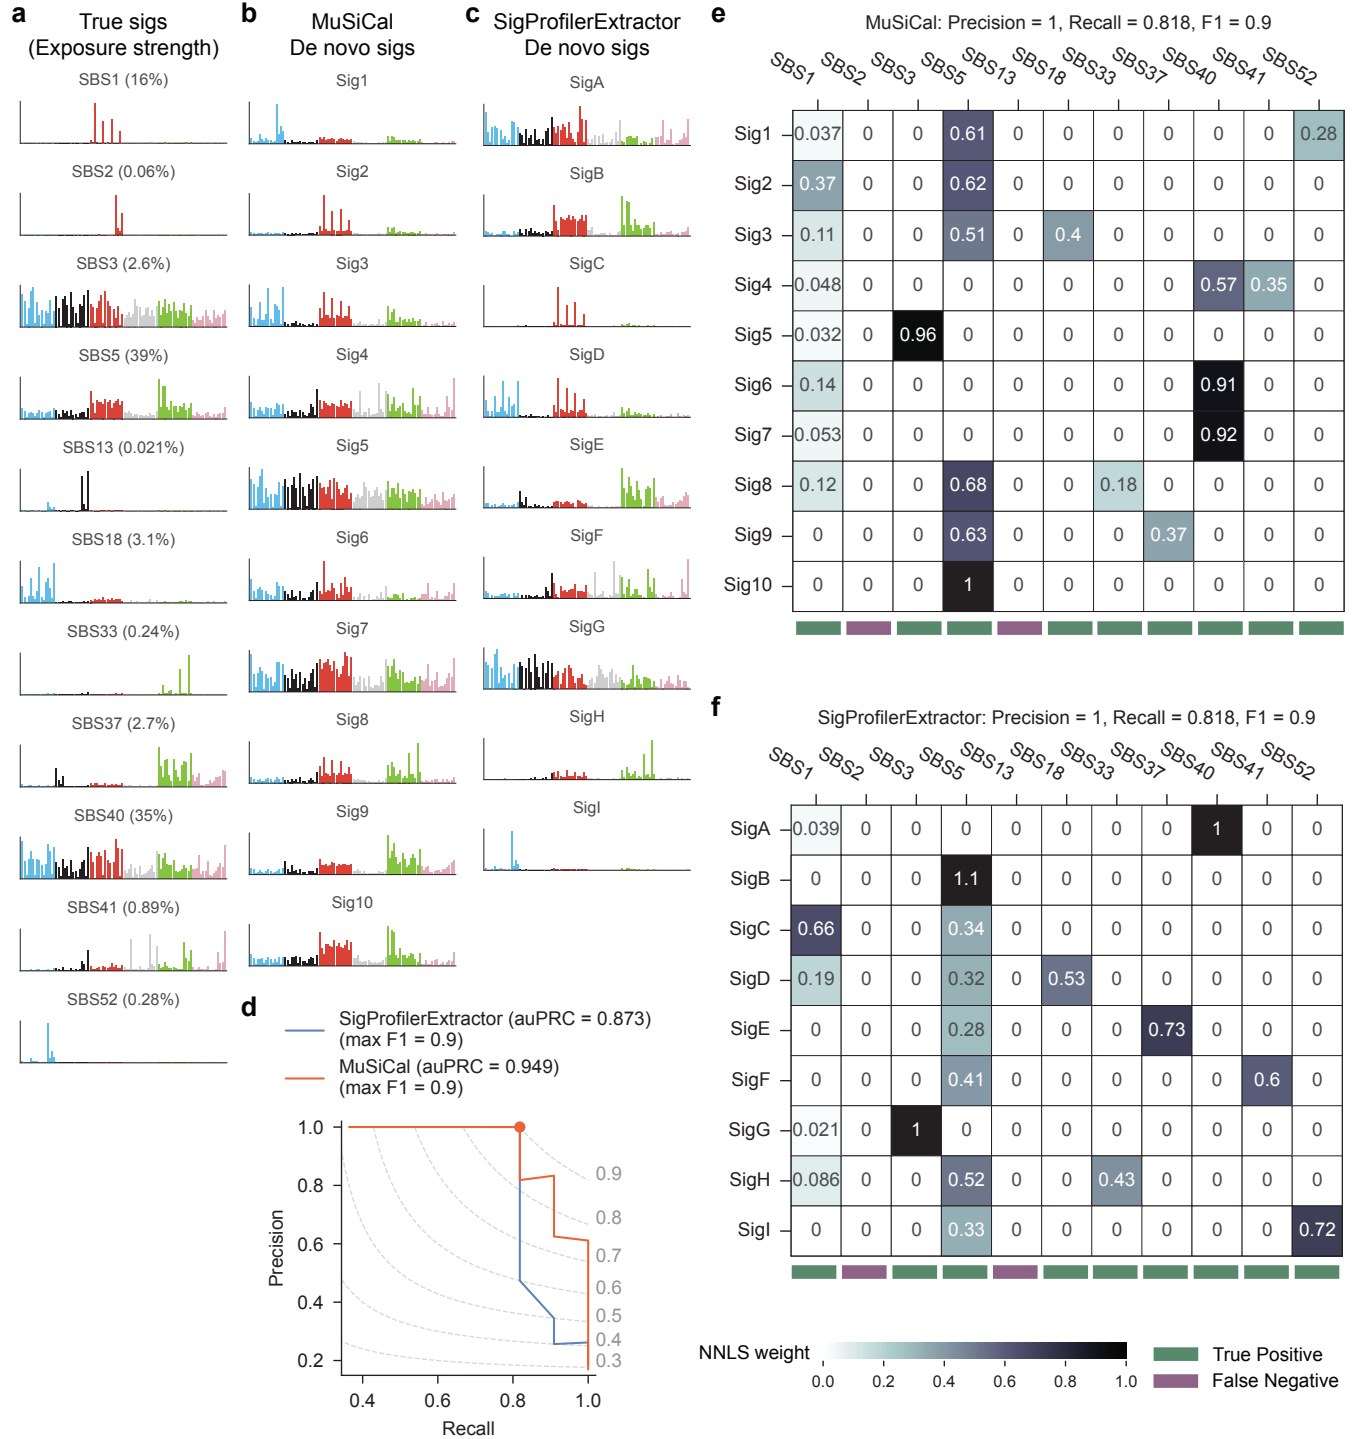 a
True sigs
(Exposure strength)
SBS1 (16%)
SBS2 (0.06%)
SBS3 (2.6%)
SBS5 (39%)
SBS13 (0.021%)
SBS18 (3.1%)
SBS33 (0.24%)
SBS37 (2.7%)
SBS40 (35%)
SBS41 (0.89%)
SBS52 (0.28%)
b
MuSiCal
De novo sigs
Sig1
Sig2
Sig3
Sig4
Sig5
Sig6
Sig7
Sig8
Sig9
Sig10
c
SigProfilerExtractor
De novo sigs
SigA
SigB
SigC
SigD
SigE
SigF
SigG
SigH
SigI
d
SigProfilerExtractor (auPRC = 0.873)
(max F1 = 0.9)
MuSiCal (auPRC = 0.949)
(max F1 = 0.9)
Precision
1.0
0.8
0.6
0.4
0.2
0.9
0.8
0.7
0.6
0.5
0.4
0.3
0.4 0.6 0.8 1.0
Recall
e
MuSiCal: Precision = 1, Recall = 0.818, F1 = 0.9
SBS1 SBS2 SBS3 SBS5 SBS13 SBS18 SBS33 SBS37 SBS40 SBS41 SBS52
Sig1 0.037 0 0 0.61 0 0 0 0 0 0 0.28
Sig2 0.37 0 0 0.62 0 0 0 0 0 0 0
Sig3 0.11 0 0 0.51 0 0.4 0 0 0 0 0
Sig4 0.048 0 0 0 0 0 0 0 0.57 0.35 0
Sig5 0.032 0 0.96 0 0 0 0 0 0 0 0
Sig6 0.14 0 0 0 0 0 0 0 0.91 0 0
Sig7 0.053 0 0 0 0 0 0 0 0.92 0 0
Sig8 0.12 0 0 0.68 0 0 0.18 0 0 0 0
Sig9 0 0 0 0.63 0 0 0 0.37 0 0 0
Sig10 0 0 0 1 0 0 0 0 0 0 0
f
SigProfilerExtractor: Precision = 1, Recall = 0.818, F1 = 0.9
SBS1 SBS2 SBS3 SBS5 SBS13 SBS18 SBS33 SBS37 SBS40 SBS41 SBS52
SigA 0.039 0 0 0 0 0 0 0 1 0 0
SigB 0 0 0 1.1 0 0 0 0 0 0 0
SigC 0.66 0 0 0.34 0 0 0 0 0 0 0
SigD 0.19 0 0 0.32 0 0.53 0 0 0 0 0
SigE 0 0 0 0.28 0 0 0 0.73 0 0 0
SigF 0 0 0 0.41 0 0 0 0 0 0.6 0
SigG 0.021 0 1 0 0 0 0 0 0 0 0
SigH 0.086 0 0 0.52 0 0 0.43 0 0 0 0
SigI 0 0 0 0.33 0 0 0 0 0 0 0.72
NNLS weight
0.0 0.2 0.4 0.6 0.8 1.0
True Positive
False Negative